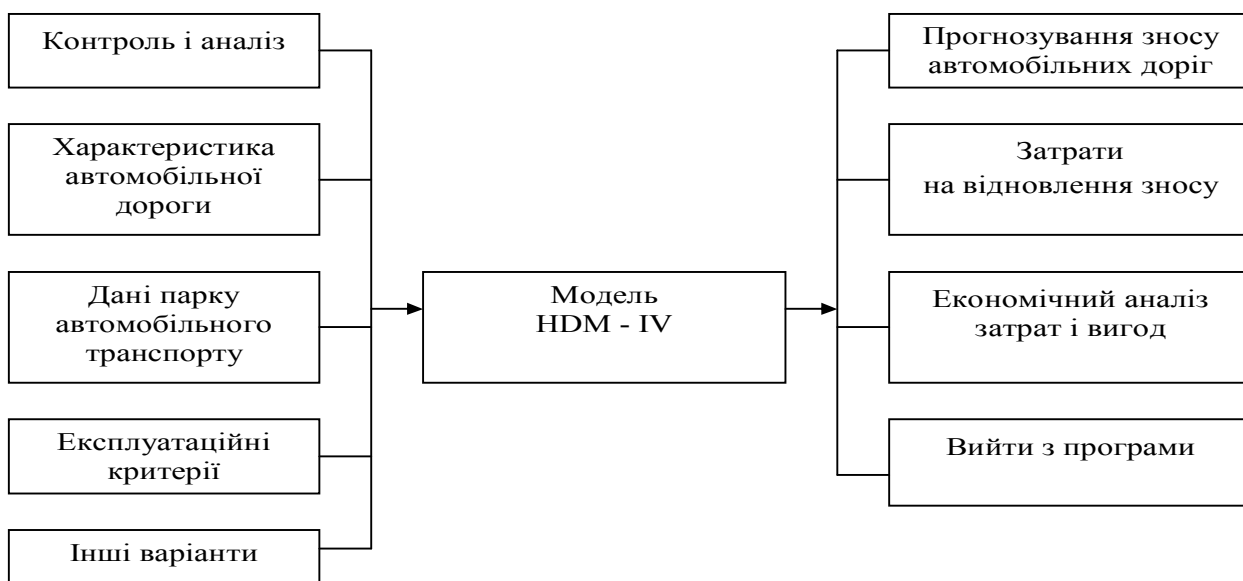 Контроль і аналіз
Характеристика
автомобільної
дороги
Дані парку
автомобільного
транспорту
Експлуатаційні
критерії
Інші варіанти
Модель
HDM - IV
Прогнозування зносу
автомобільних доріг
Затрати
на відновлення зносу
Економічний аналіз
затрат і вигод
Вийти з програми